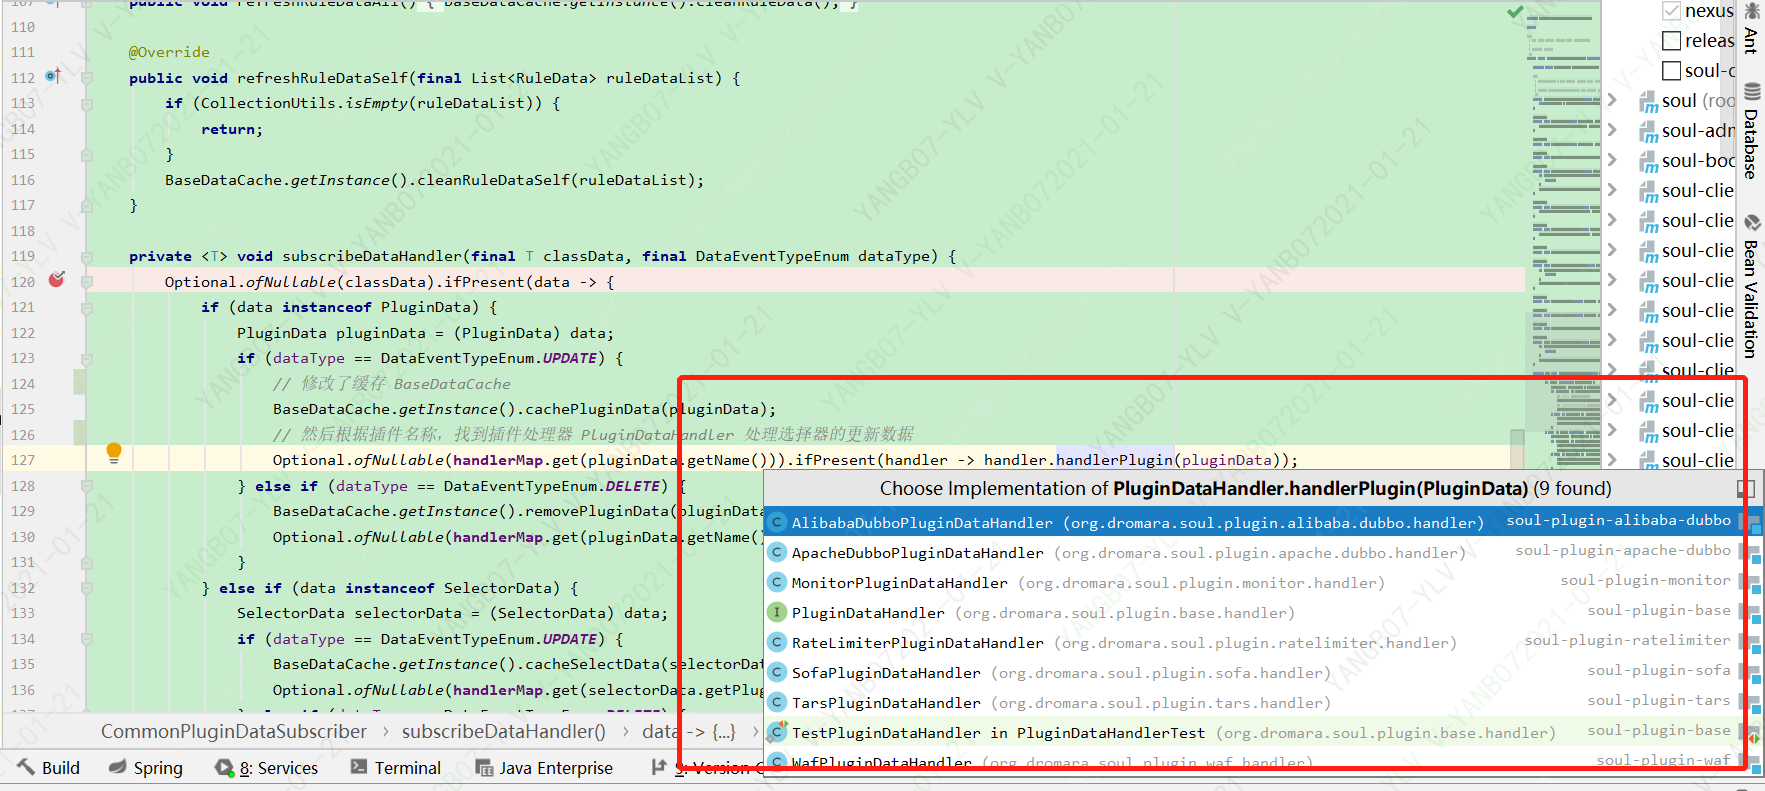 107 public void refreshRuleDataAll() { BaseDataCache.getInstance().cleanRuleData(); }
110
111 @Override
112 public void refreshRuleDataSelf(final List<RuleData> ruleDataList) {
113 if (CollectionUtils.isEmpty(ruleDataList)) {
114 return;
115 }
116 BaseDataCache.getInstance().cleanRuleDataSelf(ruleDataList);
117 }
118
119 private <T> void subscribeDataHandler(final T classData, final DataEventTypeEnum dataType) {
120 Optional.ofNullable(classData).ifPresent(data -> {
121 if (data instanceof PluginData) {
122 PluginData pluginData = (PluginData) data;
123 if (dataType == DataEventTypeEnum.UPDATE) {
124 // 修改了缓存 BaseDataCache
125 BaseDataCache.getInstance().cachePluginData(pluginData);
126 // 然后根据插件名称，找到插件处理器 PluginDataHandler 处理选择器的更新数据
127 Optional.ofNullable(handlerMap.get(pluginData.getName())).ifPresent(handler -> handler.handlerPlugin(pluginData));
128 } else if (dataType == DataEventTypeEnum.DELETE) {
129 BaseDataCache.getInstance().removePluginData(pluginData
130 Optional.ofNullable(handlerMap.get(pluginData.getName()
131 }
132 } else if (data instanceof SelectorData) {
133 SelectorData selectorData = (SelectorData) data;
134 if (dataType == DataEventTypeEnum.UPDATE) {
135 BaseDataCache.getInstance().cacheSelectData(selectorDat
136 Optional.ofNullable(handlerMap.get(selectorData.getPlug
137 } else if (dataType == DataEventTypeEnum.DELETE) {
Choose Implementation of PluginDataHandler.handlerPlugin(PluginData) (9 found)
AlibabaDubboPluginDataHandler (org.dromara.soul.plugin.alibaba.dubbo.handler) soul-plugin-alibaba-dubbo
ApacheDubboPluginDataHandler (org.dromara.soul.plugin.apache.dubbo.handler) soul-plugin-apache-dubbo
MonitorPluginDataHandler (org.dromara.soul.plugin.monitor.handler) soul-plugin-monitor
PluginDataHandler (org.dromara.soul.plugin.base.handler) soul-plugin-base
RateLimiterPluginDataHandler (org.dromara.soul.plugin.ratelimiter.handler) soul-plugin-ratelimiter
SofaPluginDataHandler (org.dromara.soul.plugin.sofa.handler) soul-plugin-sofa
TarsPluginDataHandler (org.dromara.soul.plugin.tars.handler) soul-plugin-tars
TestPluginDataHandler in PluginDataHandlerTest (org.dromara.soul.plugin.base.handler) soul-plugin-base
WafPluginDataHandler (org.dromara.soul.plugin.waf.handler) soul-plugin-waf
CommonPluginDataSubscriber › subscribeDataHandler() › data -> {...} ›
Build Spring 8: Services Terminal Java Enterprise 9: Version C
nexus
releas
soul-c
soul (roo
soul-adn
soul-boo
soul-clie
soul-clie
soul-clie
soul-clie
soul-clie
soul-clie
soul-clie
soul-clie
soul-clie
soul-clie
Ant
Database
Bean Validation